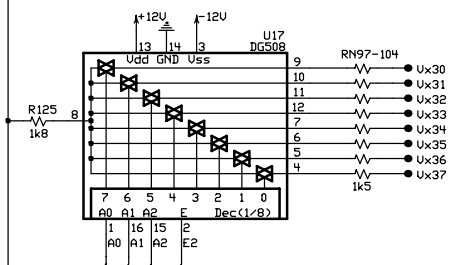 +12V -12V
U17
13 14 3 DG508
Vdd GND Vss
RN97-104
9 Vx30
10 Vx31
11 Vx32
R125 12 Vx33
8 7 Vx34
1k8 6 Vx35
5 Vx36
4 Vx37
1k5
7 6 5 4 3 2 1 0
A0 A1 A2 E Dec(1/8)
1 16 15 2
A0 A1 A2 E2